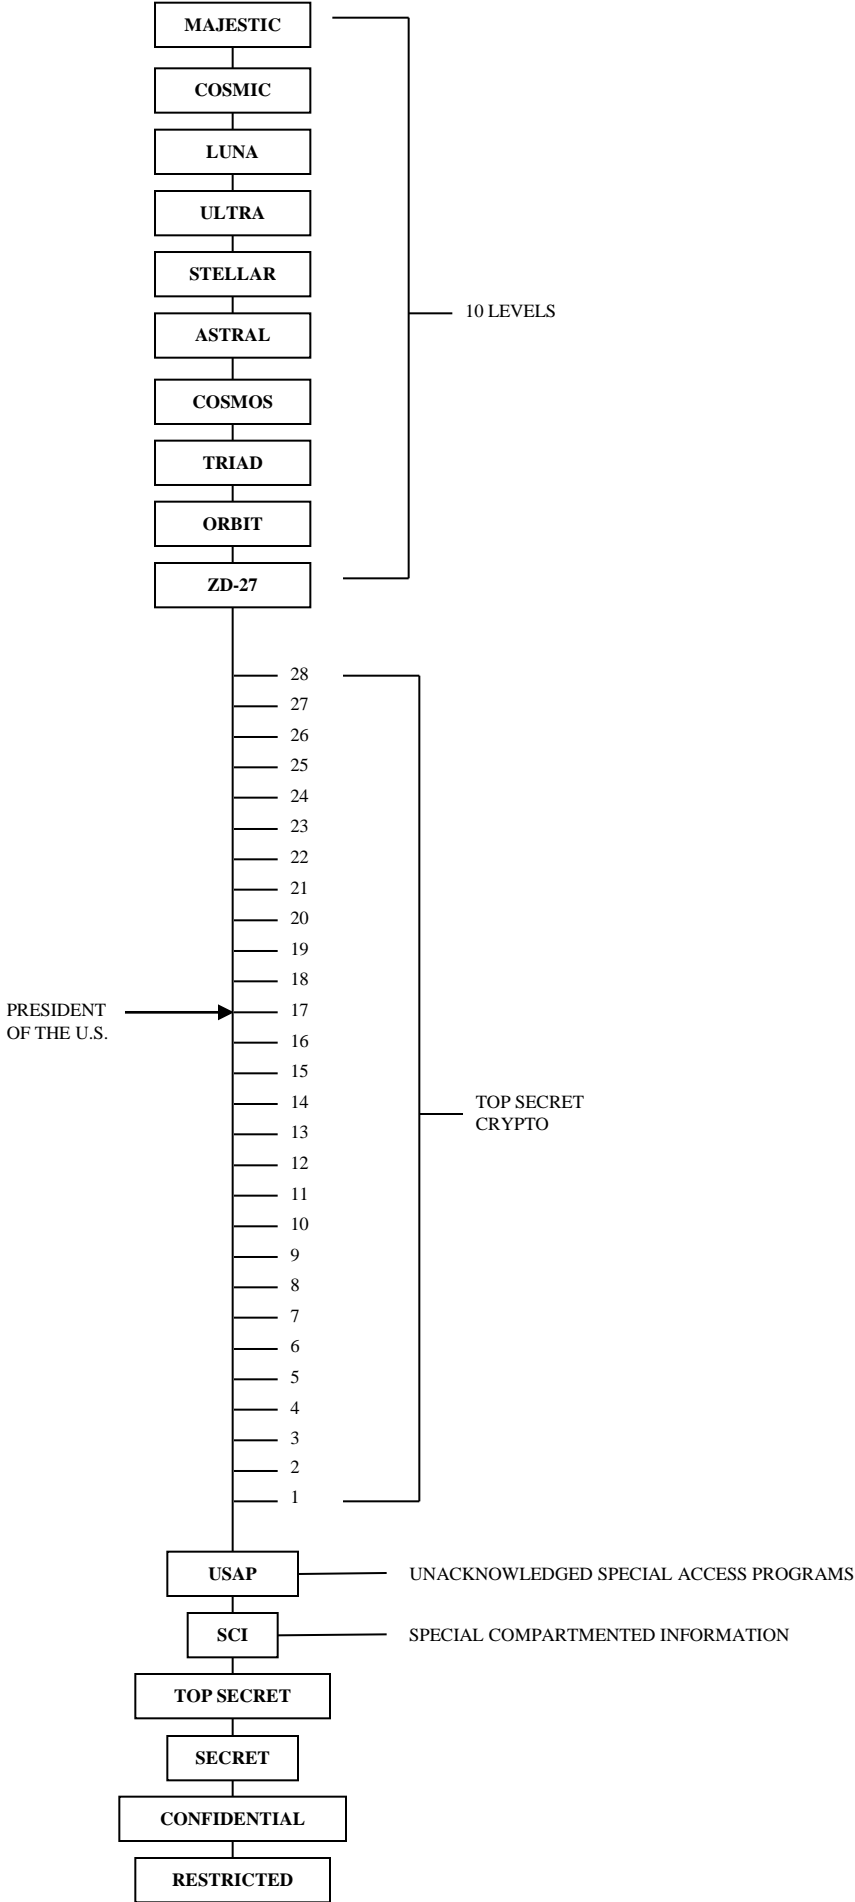 MAJESTIC
COSMIC
LUNA
ULTRA
STELLAR
10 LEVELS
ASTRAL
COSMOS
TRIAD
ORBIT
ZD-27
28
27
26
25
24
23
22
21
20
19
18
PRESIDENT
OF THE U.S.
17
16
15
14
TOP SECRET
CRYPTO
13
12
11
10
9
8
7
6
5
4
3
2
1
USAP
UNACKNOWLEDGED SPECIAL ACCESS PROGRAMS
SCI
SPECIAL COMPARTMENTED INFORMATION
TOP SECRET
SECRET
CONFIDENTIAL
RESTRICTED